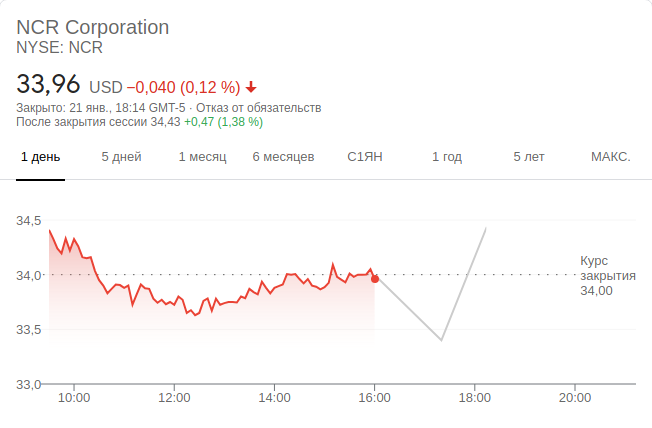 NCR Corporation
NYSE: NCR
33,96 USD −0,040 (0,12 %)
Закрыто: 21 янв., 18:14 GMT-5 · Отказ от обязательств
После закрытия сессии 34,43 +0,47 (1,38 %)
1 день 5 дней 1 месяц 6 месяцев С1ЯН 1 год 5 лет МАКС.
34,5
34,0
33,5
33,0
Курс
закрытия
34,00
10:00 12:00 14:00 16:00 18:00 20:00